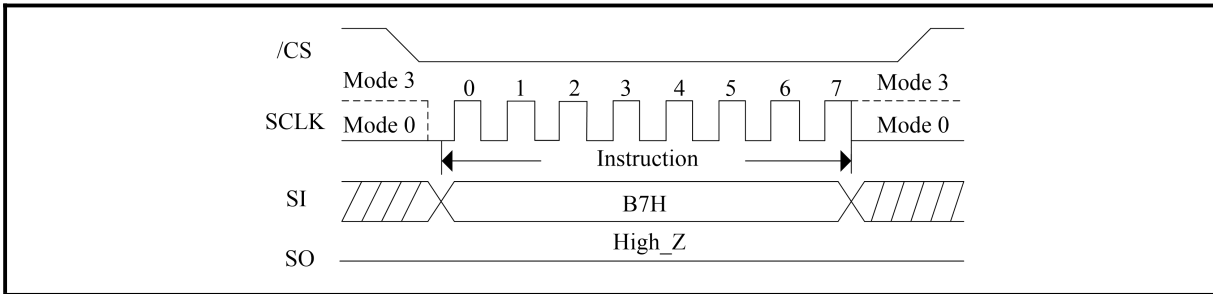 /CS
Mode 3 0 1 2 3 4 5 6 7 Mode 3
SCLK Mode 0 Mode 0
Instruction
SI B7H
High_Z
SO